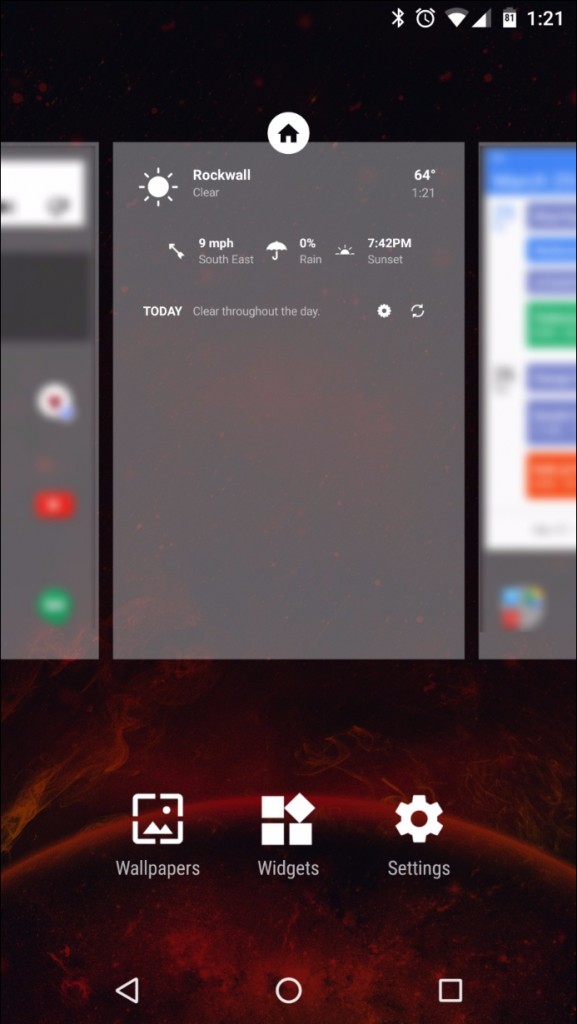 81 1:21
Rockwall 64°
Clear 1:21
9 mph 0% 7:42PM
South East Rain Sunset
TODAY Clear throughout the day.
Wallpapers Widgets Settings